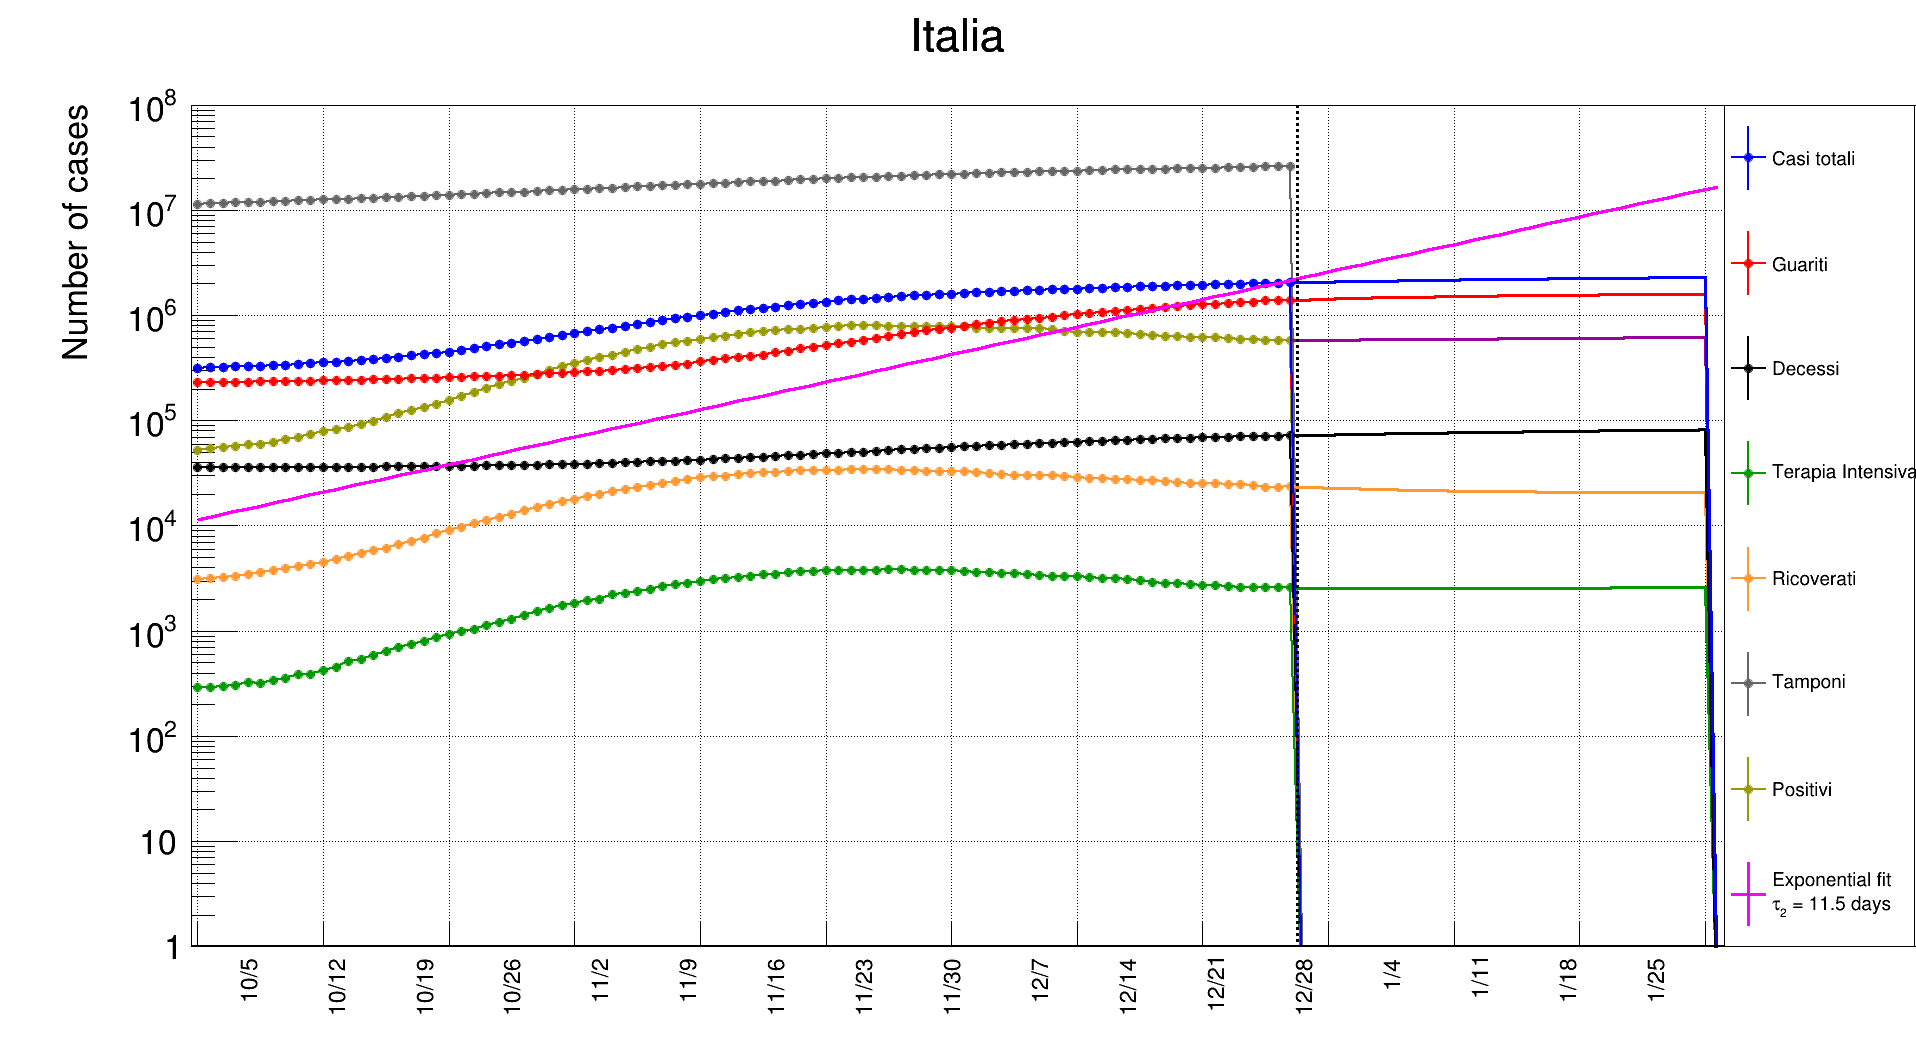 Italia
Number of cases
10^8
10^7
10^6
10^5
10^4
10^3
10^2
10
1
10/5
10/12
10/19
10/26
11/2
11/9
11/16
11/23
11/30
12/7
12/14
12/21
12/28
1/4
1/11
1/18
1/25
Casi totali
Guariti
Decessi
Terapia Intensiva
Ricoverati
Tamponi
Positivi
Exponential fit
τ₂ = 11.5 days